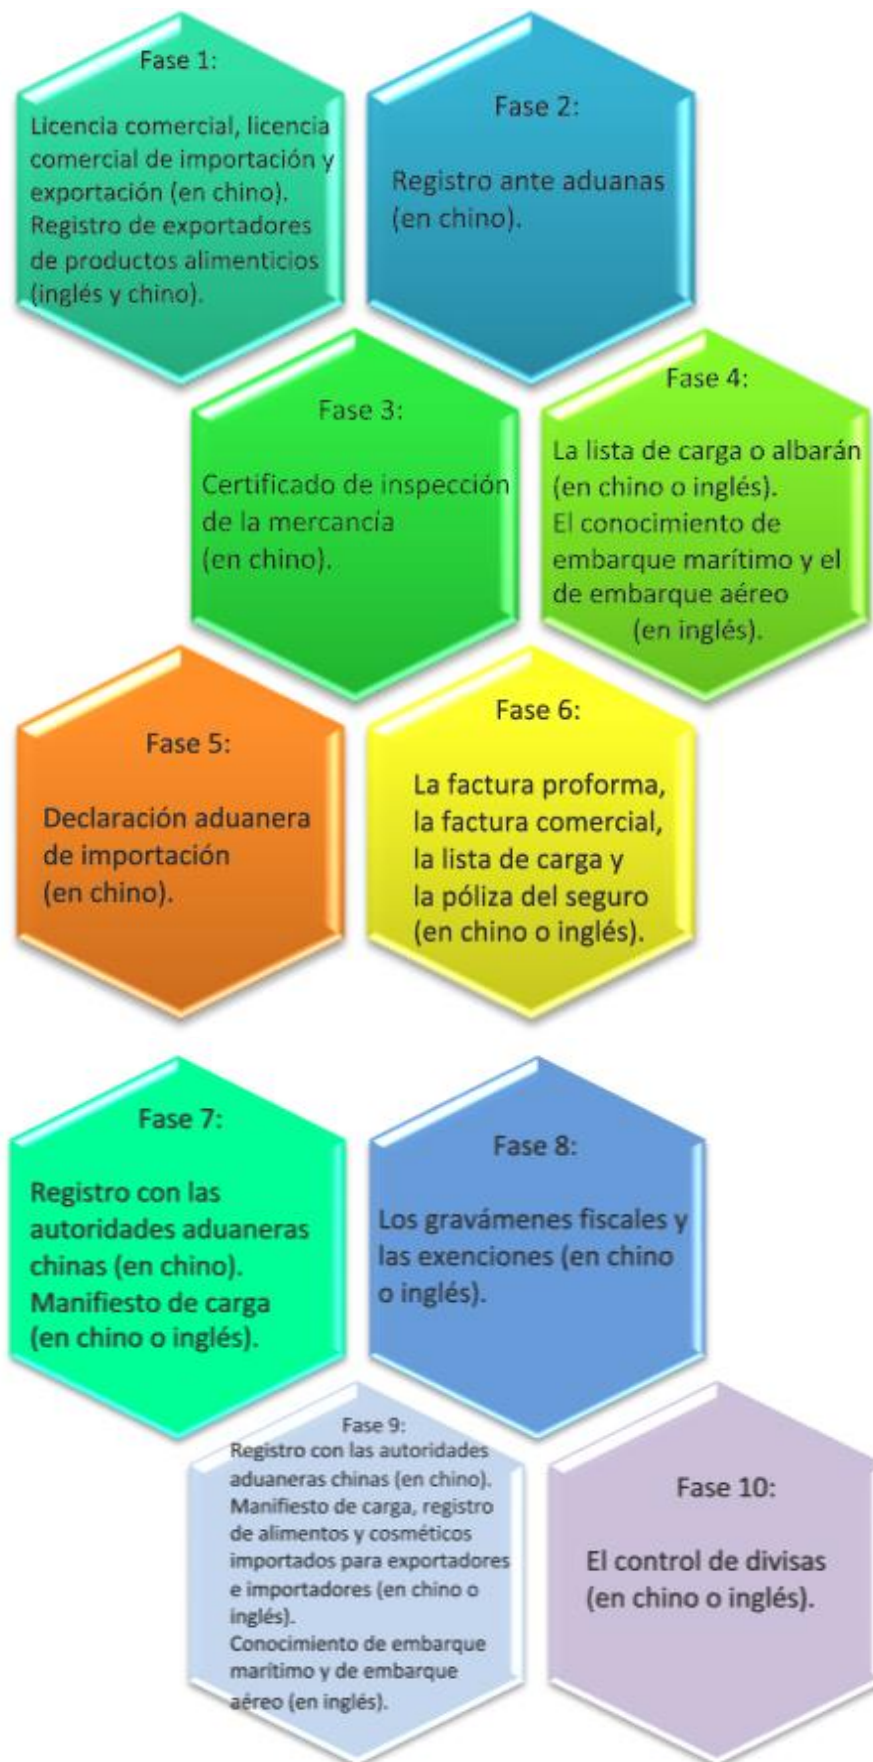 Fase 1:
Licencia comercial, licencia
comercial de importación y
exportación (en chino).
Registro de exportadores
de productos alimenticios
(inglés y chino).
Fase 2:
Registro ante aduanas
(en chino).
Fase 3:
Certificado de inspección
de la mercancía
(en chino).
Fase 4:
La lista de carga o albarán
(en chino o inglés).
El conocimiento de
embarque marítimo y el
de embarque aéreo
(en inglés).
Fase 5:
Declaración aduanera
de importación
(en chino).
Fase 6:
La factura proforma,
la factura comercial,
la lista de carga y
la póliza del seguro
(en chino o inglés).
Fase 7:
Registro con las
autoridades aduaneras
chinas (en chino).
Manifiesto de carga
(en chino o inglés).
Fase 8:
Los gravámenes fiscales y
las exenciones (en chino
o inglés).
Fase 9:
Registro con las autoridades
aduaneras chinas (en chino).
Manifiesto de carga, registro
de alimentos y cosméticos
importados para exportadores
e importadores (en chino o
inglés).
Conocimiento de embarque
marítimo y de embarque
aéreo (en inglés).
Fase 10:
El control de divisas
(en chino o inglés).